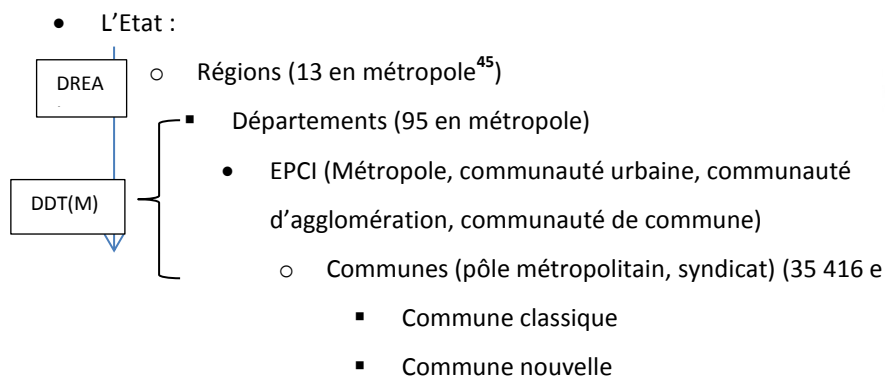 • L’Etat :
DREA
o Régions (13 en métropole45)
▪ Départements (95 en métropole)
• EPCI (Métropole, communauté urbaine, communauté
d’agglomération, communauté de commune)
DDT(M)
o Communes (pôle métropolitain, syndicat) (35 416 e
▪ Commune classique
▪ Commune nouvelle